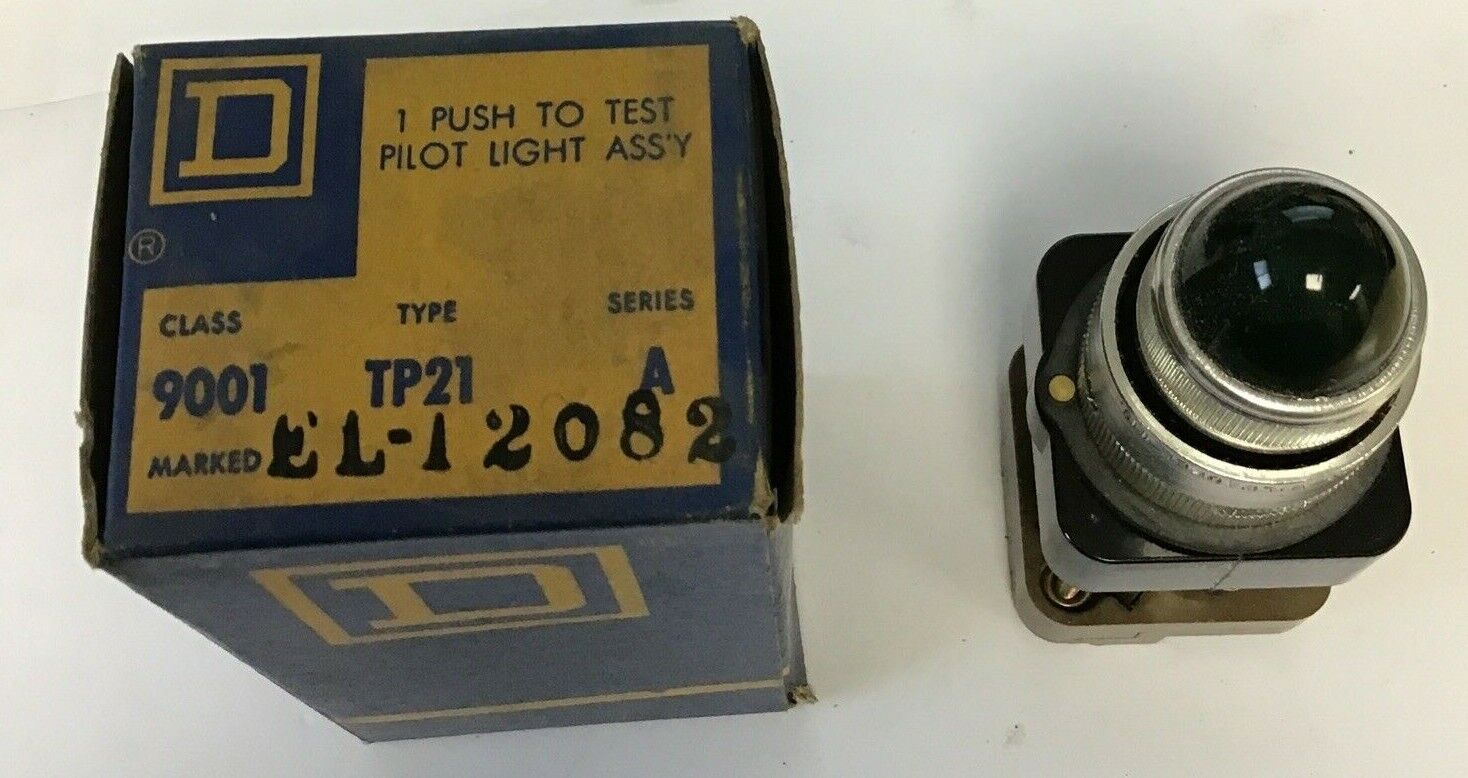 D
1 PUSH TO TEST
PILOT LIGHT ASS'Y
®
CLASS TYPE SERIES
9001 TP21 A
MARKED EL-12082
D